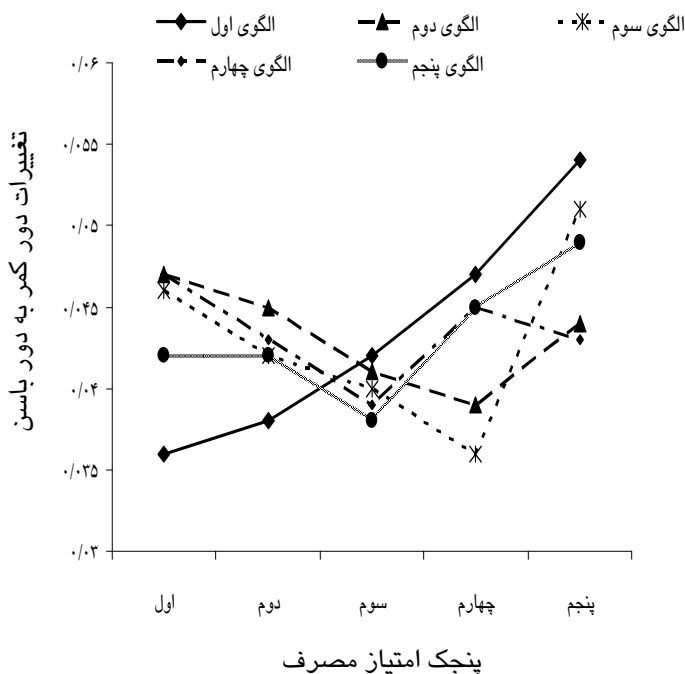 الگوی اول الگوی دوم الگوی سوم
الگوی چهارم الگوی پنجم
تغییرات دور کمر به دور باسن
۰/۰۶
۰/۰۵۵
۰/۰۵
۰/۰۴۵
۰/۰۴
۰/۰۳۵
۰/۰۳
اول دوم سوم چهارم پنجم
پنجک امتیاز مصرف